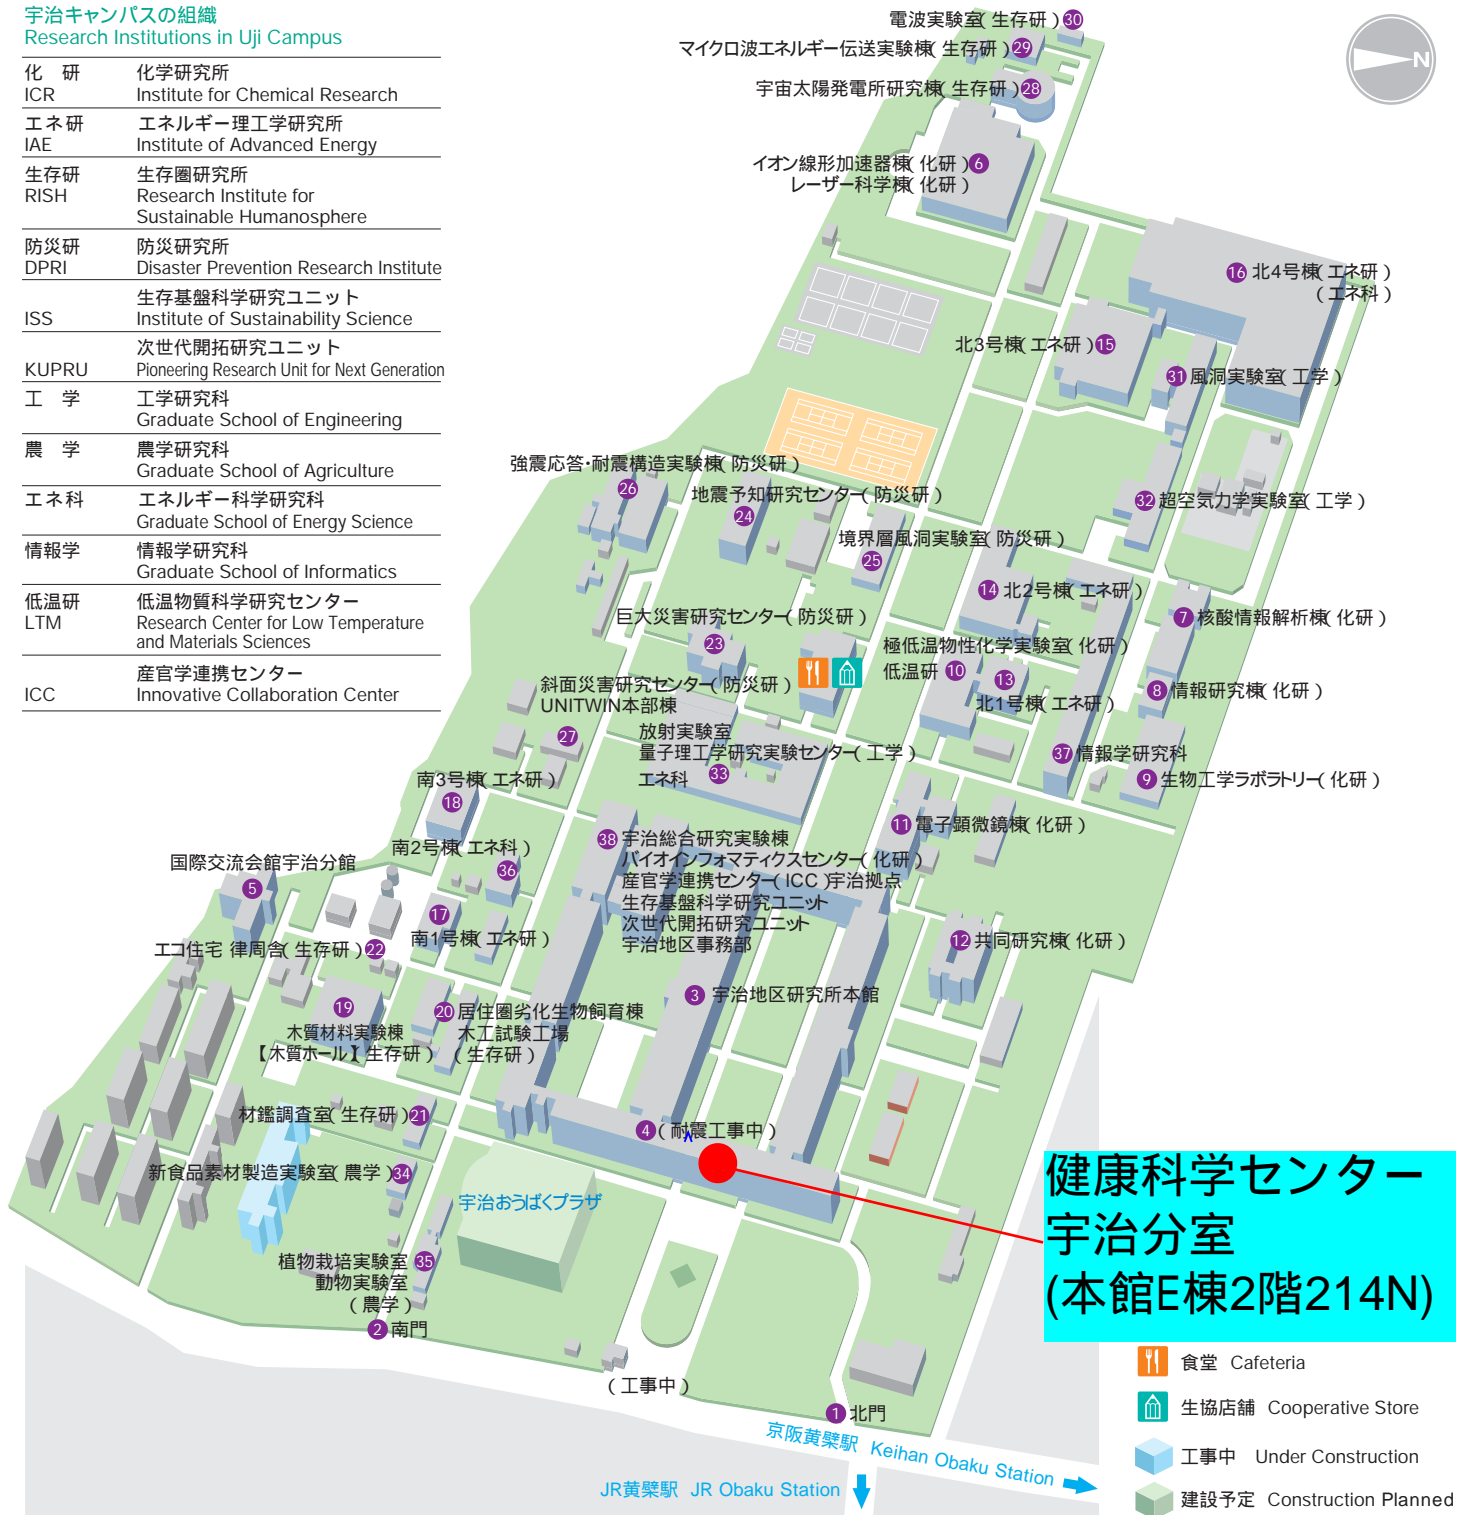 宇治キャンパスの組織
Research Institutions in Uji Campus
化 研 化学研究所
ICR Institute for Chemical Research
エネ研 エネルギー理工学研究所
IAE Institute of Advanced Energy
生存研 生存圏研究所
RISH Research Institute for
Sustainable Humanosphere
防災研 防災研究所
DPRI Disaster Prevention Research Institute
生存基盤科学研究ユニット
ISS Institute of Sustainability Science
次世代開拓研究ユニット
KUPRU Pioneering Research Unit for Next Generation
工 学 工学研究科
Graduate School of Engineering
農 学 農学研究科
Graduate School of Agriculture
エネ科 エネルギー科学研究科
Graduate School of Energy Science
情報学 情報学研究科
Graduate School of Informatics
低温研 低温物質科学研究センター
LTM Research Center for Low Temperature
and Materials Sciences
産官学連携センター
ICC Innovative Collaboration Center
N
電波実験室(生存研) 30
マイクロ波エネルギー伝送実験棟(生存研) 29
宇宙太陽発電所研究棟(生存研) 28
イオン線形加速器棟(化研) 6
レーザー科学棟(化研)
16 北4号棟(エネ研)
(エネ科)
北3号棟(エネ研) 15
31 風洞実験室(工学)
強震応答・耐震構造実験棟(防災研)
26
地震予知研究センター(防災研)
24
32 超空気力学実験室(工学)
境界層風洞実験室(防災研)
25
14 北2号棟(エネ研)
巨大災害研究センター(防災研)
23
7 核酸情報解析棟(化研)
極低温物性化学実験室(化研)
低温研 10
13
北1号棟(エネ研)
斜面災害研究センター(防災研)
UNITWIN本部棟
27
8 情報研究棟(化研)
放射実験室
量子理工学研究実験センター(工学)
エネ科 33
37 情報学研究科
9 生物工学ラボラトリー(化研)
南3号棟(エネ研)
18
11 電子顕微鏡棟(化研)
南2号棟(エネ科)
36
38 宇治総合研究実験棟
バイオインフォマティクスセンター(化研)
産官学連携センター(ICC)宇治拠点
生存基盤科学研究ユニット
次世代開拓研究ユニット
宇治地区事務部
国際交流会館宇治分館
5
17
南1号棟(エネ研)
エコ住宅 律周舎(生存研) 22
12 共同研究棟(化研)
3 宇治地区研究所本館
19
木質材料実験棟
【木質ホール】(生存研)
20 居住圏劣化生物飼育棟
木工試験工場
(生存研)
材鑑調査室(生存研) 21
4 (耐震工事中)
新食品素材製造実験室(農学) 34
宇治おうばくプラザ
健康科学センター
宇治分室
(本館E棟2階214N)
植物栽培実験室 35
動物実験室
(農学)
2 南門
(工事中)
1 北門
京阪黄檗駅 Keihan Obaku Station
JR黄檗駅 JR Obaku Station
食堂 Cafeteria
生協店舗 Cooperative Store
工事中 Under Construction
建設予定 Construction Planned